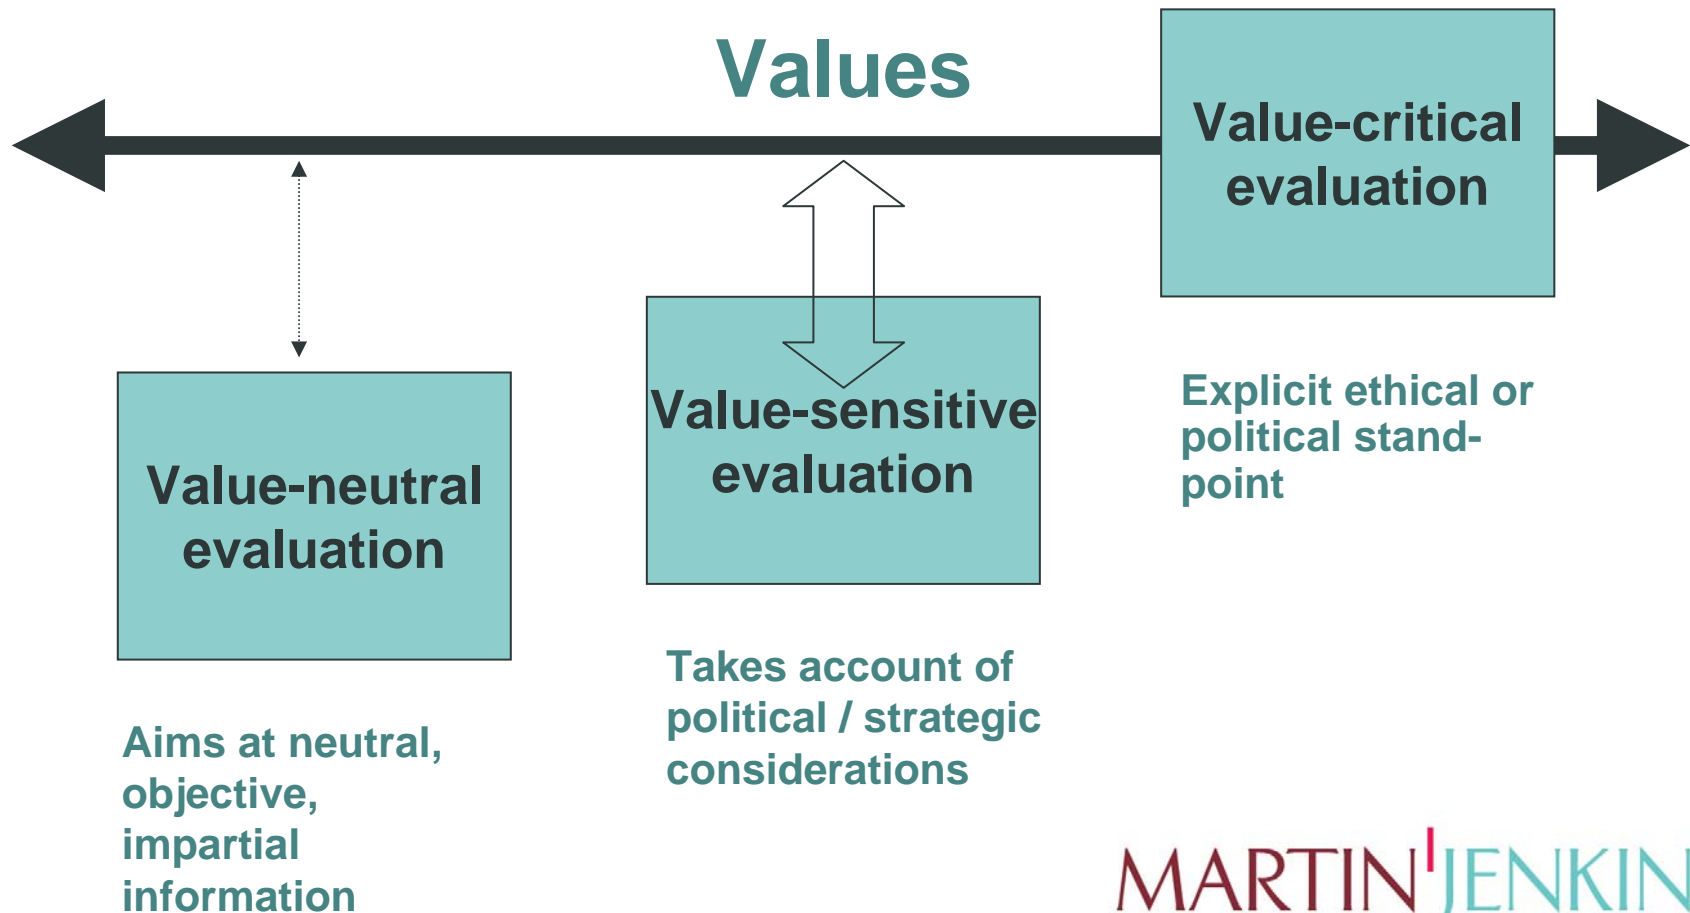 Values
Value-critical
evaluation
Explicit ethical or
political stand-
point
Value-sensitive
evaluation
Takes account of
political / strategic
considerations
Value-neutral
evaluation
Aims at neutral,
objective,
impartial
information
MARTIN JENKIN